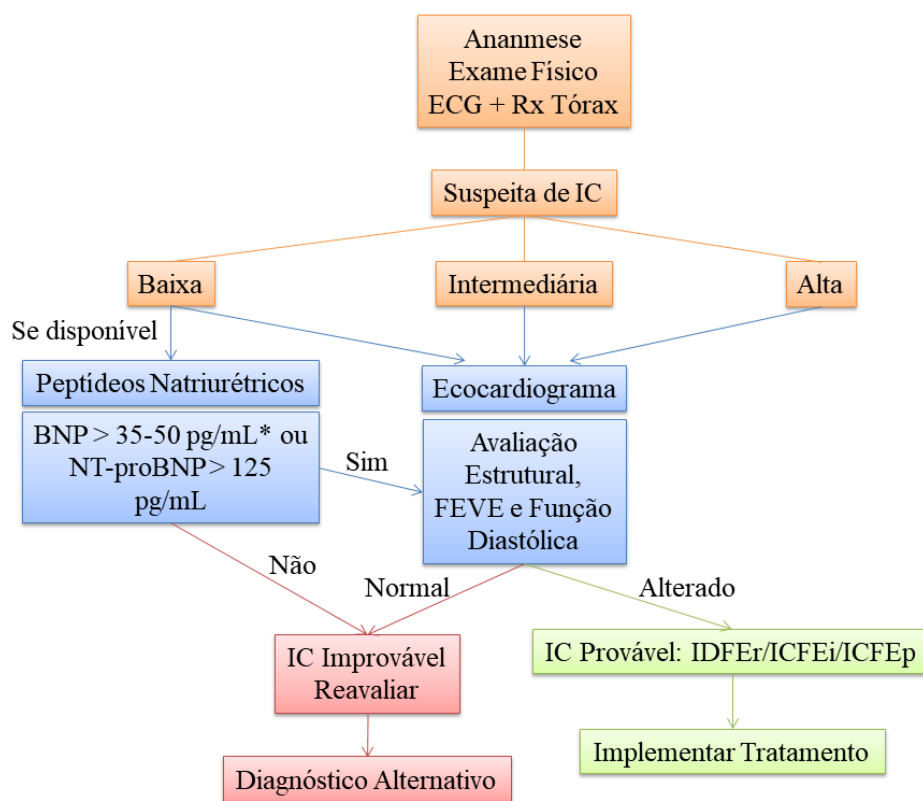 Ananmese
Exame Físico
ECG + Rx Tórax
Suspeita de IC
Baixa
Intermediária
Alta
Se disponível
Peptídeos Natriuréticos
Ecocardiograma
BNP > 35-50 pg/mL* ou
NT-proBNP > 125
pg/mL
Sim
Avaliação
Estrutural,
FEVE e Função
Diastólica
Não
Normal
Alterado
IC Improvável
Reavaliar
IC Provável: IDFEr/ICFEi/ICFEp
Diagnóstico Alternativo
Implementar Tratamento